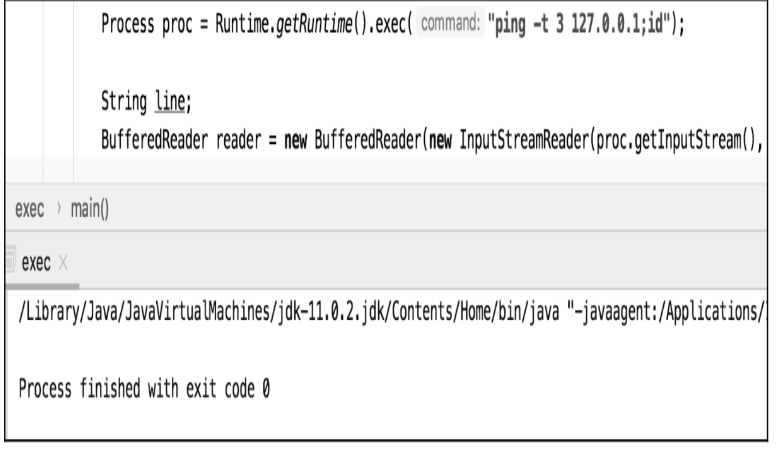 Process proc = Runtime.getRuntime().exec( command: "ping -t 3 127.0.0.1;id");
String line;
BufferedReader reader = new BufferedReader(new InputStreamReader(proc.getInputStream(),
exec › main()
exec ×
/Library/Java/JavaVirtualMachines/jdk-11.0.2.jdk/Contents/Home/bin/java "-javaagent:/Applications/
Process finished with exit code 0